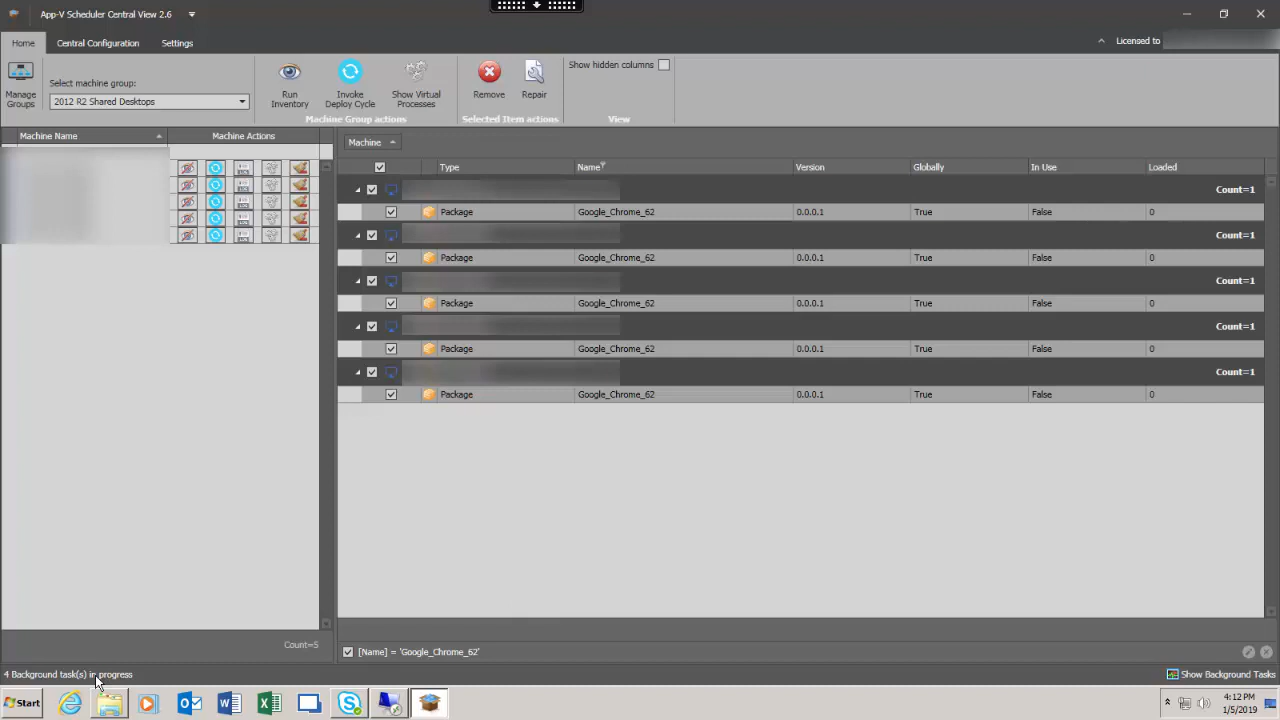 App-V Scheduler Central View 2.6
Home Central Configuration Settings Licensed to
Manage Groups
Select machine group:
2012 R2 Shared Desktops
Run Inventory
Invoke Deploy Cycle
Show Virtual Processes
Machine Group actions
Remove
Repair
Selected Item actions
Show hidden columns
View
Machine Name Machine Actions
Machine
Type Name Version Globally In Use Loaded
Count=1
Package Google_Chrome_62 0.0.0.1 True False 0
Count=1
Package Google_Chrome_62 0.0.0.1 True False 0
Count=1
Package Google_Chrome_62 0.0.0.1 True False 0
Count=1
Package Google_Chrome_62 0.0.0.1 True False 0
Count=1
Package Google_Chrome_62 0.0.0.1 True False 0
Count=5
[Name] = 'Google_Chrome_62'
4 Background task(s) in progress Show Background Tasks
Start
4:12 PM
1/5/2019